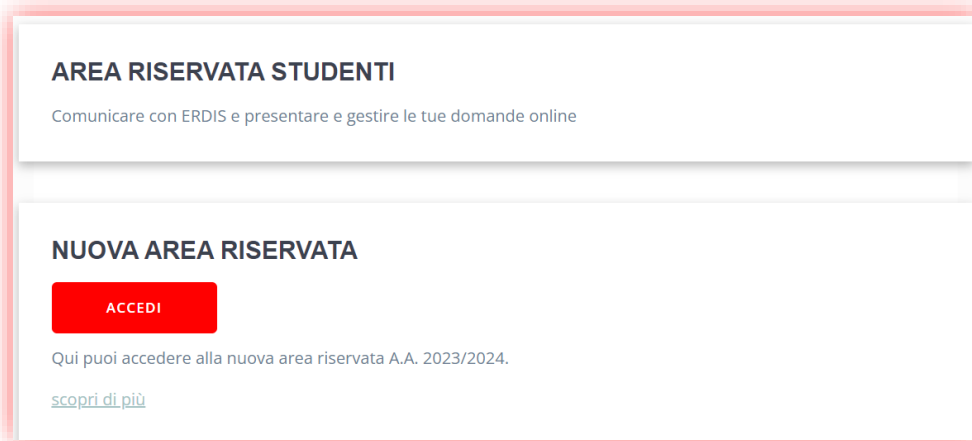 AREA RISERVATA STUDENTI
Comunicare con ERDIS e presentare e gestire le tue domande online
NUOVA AREA RISERVATA
ACCEDI
Qui puoi accedere alla nuova area riservata A.A. 2023/2024.
scopri di più